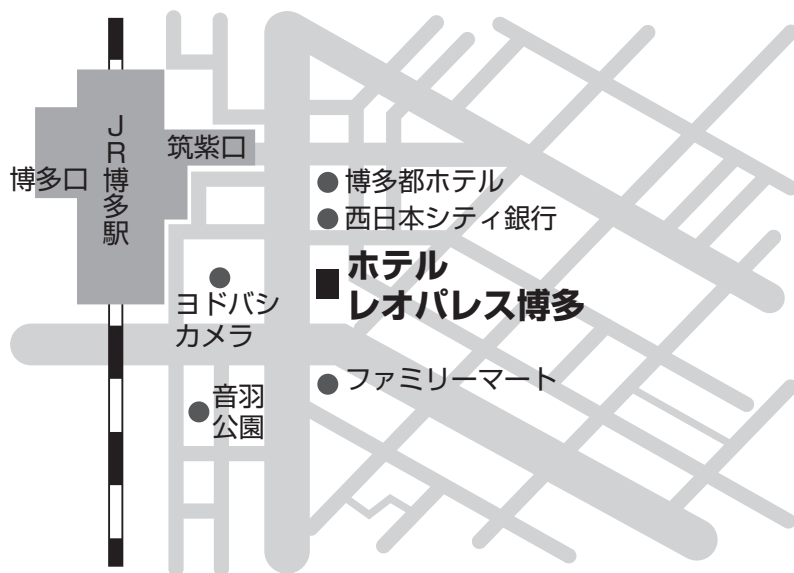 JR博多駅
博多口
筑紫口
博多都ホテル
西日本シティ銀行
ホテル
レオパレス博多
ヨドバシ
カメラ
ファミリーマート
音羽
公園